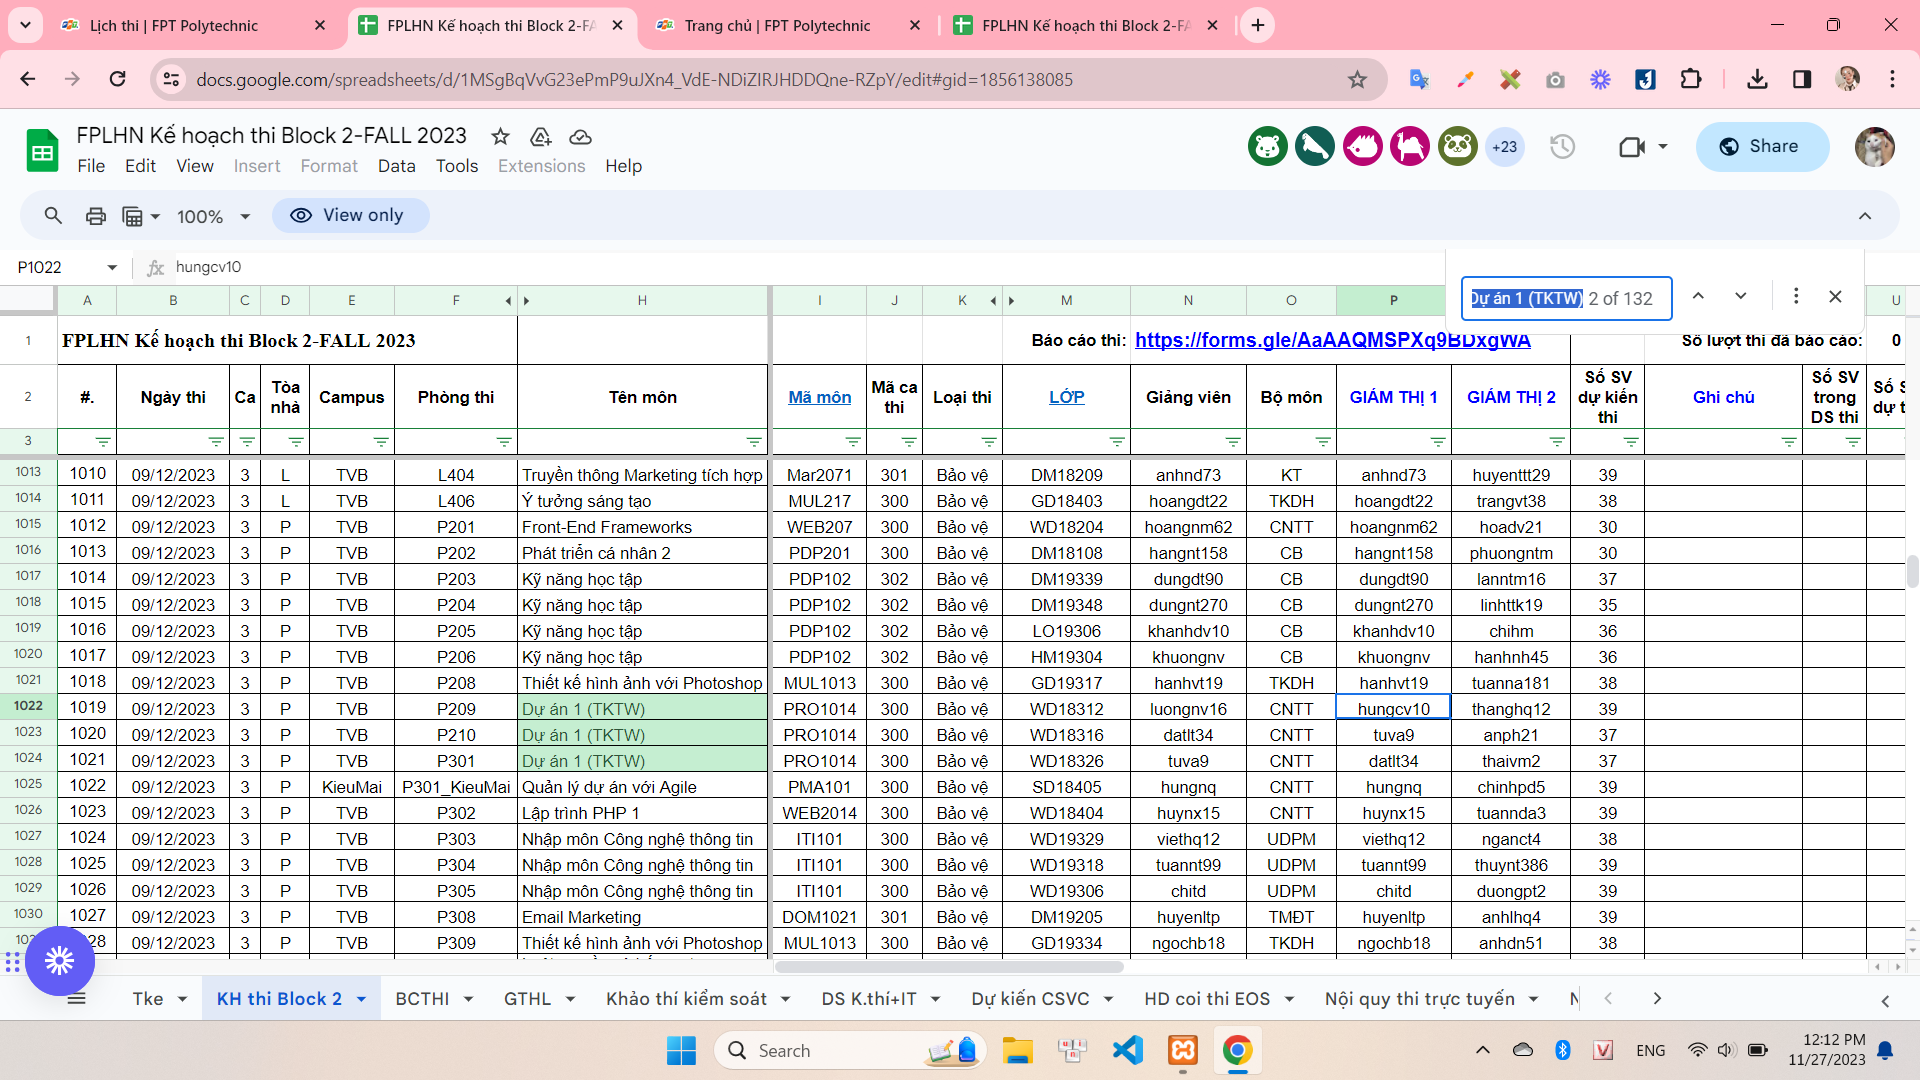 Lịch thi | FPT Polytechnic
FPLHN Kế hoạch thi Block 2-FA
Trang chủ | FPT Polytechnic
FPLHN Kế hoạch thi Block 2-FA
docs.google.com/spreadsheets/d/1MSgBqVvG23ePmP9uJXn4_VdE-NDiZIRJHDDQne-RZpY/edit#gid=1856138085
FPLHN Kế hoạch thi Block 2-FALL 2023
+23
Share
File Edit View Insert Format Data Tools Extensions Help
100% View only
P1022 fx hungcv10
Dự án 1 (TKTW) 2 of 132
A B C D E F H I J K M N O P U
1 FPLHN Kế hoạch thi Block 2-FALL 2023 Báo cáo thi: https://forms.gle/AaAAQMSPXq9BDxgWA Số lượt thi đã báo cáo: 0
2 #. Ngày thi Ca Tòa nhà Campus Phòng thi Tên môn Mã môn Mã ca thi Loại thi LỚP Giảng viên Bộ môn GIÁM THỊ 1 GIÁM THỊ 2 Số SV dự kiến thi Ghi chú Số SV trong DS thi
3
1013 1010 09/12/2023 3 L TVB L404 Truyền thông Marketing tích hợp Mar2071 301 Bảo vệ DM18209 anhnd73 KT anhnd73 huyenttt29 39
1014 1011 09/12/2023 3 L TVB L406 Ý tưởng sáng tạo MUL217 300 Bảo vệ GD18403 hoangdt22 TKDH hoangdt22 trangvt38 38
1015 1012 09/12/2023 3 P TVB P201 Front-End Frameworks WEB207 300 Bảo vệ WD18204 hoangnm62 CNTT hoangnm62 hoadv21 30
1016 1013 09/12/2023 3 P TVB P202 Phát triển cá nhân 2 PDP201 300 Bảo vệ DM18108 hangnt158 CB hangnt158 phuongntm 30
1017 1014 09/12/2023 3 P TVB P203 Kỹ năng học tập PDP102 302 Bảo vệ DM19339 dungdt90 CB dungdt90 lanntm16 37
1018 1015 09/12/2023 3 P TVB P204 Kỹ năng học tập PDP102 302 Bảo vệ DM19348 dungnt270 CB dungnt270 linhttk19 35
1019 1016 09/12/2023 3 P TVB P205 Kỹ năng học tập PDP102 302 Bảo vệ LO19306 khanhdv10 CB khanhdv10 chihm 36
1020 1017 09/12/2023 3 P TVB P206 Kỹ năng học tập PDP102 302 Bảo vệ HM19304 khuongnv CB khuongnv hanhnh45 36
1021 1018 09/12/2023 3 P TVB P208 Thiết kế hình ảnh với Photoshop MUL1013 300 Bảo vệ GD19317 hanhvt19 TKDH hanhvt19 tuanna181 38
1022 1019 09/12/2023 3 P TVB P209 Dự án 1 (TKTW) PRO1014 300 Bảo vệ WD18312 luongnv16 CNTT hungcv10 thanghq12 39
1023 1020 09/12/2023 3 P TVB P210 Dự án 1 (TKTW) PRO1014 300 Bảo vệ WD18316 datlt34 CNTT tuva9 anph21 37
1024 1021 09/12/2023 3 P TVB P301 Dự án 1 (TKTW) PRO1014 300 Bảo vệ WD18326 tuva9 CNTT datlt34 thaivm2 37
1025 1022 09/12/2023 3 P KieuMai P301_KieuMai Quản lý dự án với Agile PMA101 300 Bảo vệ SD18405 hungnq CNTT hungnq chinhpd5 39
1026 1023 09/12/2023 3 P TVB P302 Lập trình PHP 1 WEB2014 300 Bảo vệ WD18404 huynx15 CNTT huynx15 tuannda3 39
1027 1024 09/12/2023 3 P TVB P303 Nhập môn Công nghệ thông tin ITI101 300 Bảo vệ WD19329 viethq12 UDPM viethq12 nganct4 38
1028 1025 09/12/2023 3 P TVB P304 Nhập môn Công nghệ thông tin ITI101 300 Bảo vệ WD19318 tuannt99 UDPM tuannt99 thuynt386 39
1029 1026 09/12/2023 3 P TVB P305 Nhập môn Công nghệ thông tin ITI101 300 Bảo vệ WD19306 chitd UDPM chitd duongpt2 39
1030 1027 09/12/2023 3 P TVB P308 Email Marketing DOM1021 301 Bảo vệ DM19205 huyenltp TMĐT huyenltp anhlhq4 39
09/12/2023 3 P TVB P309 Thiết kế hình ảnh với Photoshop MUL1013 300 Bảo vệ GD19334 ngochb18 TKDH ngochb18 anhdn51 38
Tke KH thi Block 2 BCTHI GTHL Khảo thí kiểm soát DS K.thí+IT Dự kiến CSVC HD coi thi EOS Nội quy thi trực tuyến
Search
ENG
12:12 PM
11/27/2023